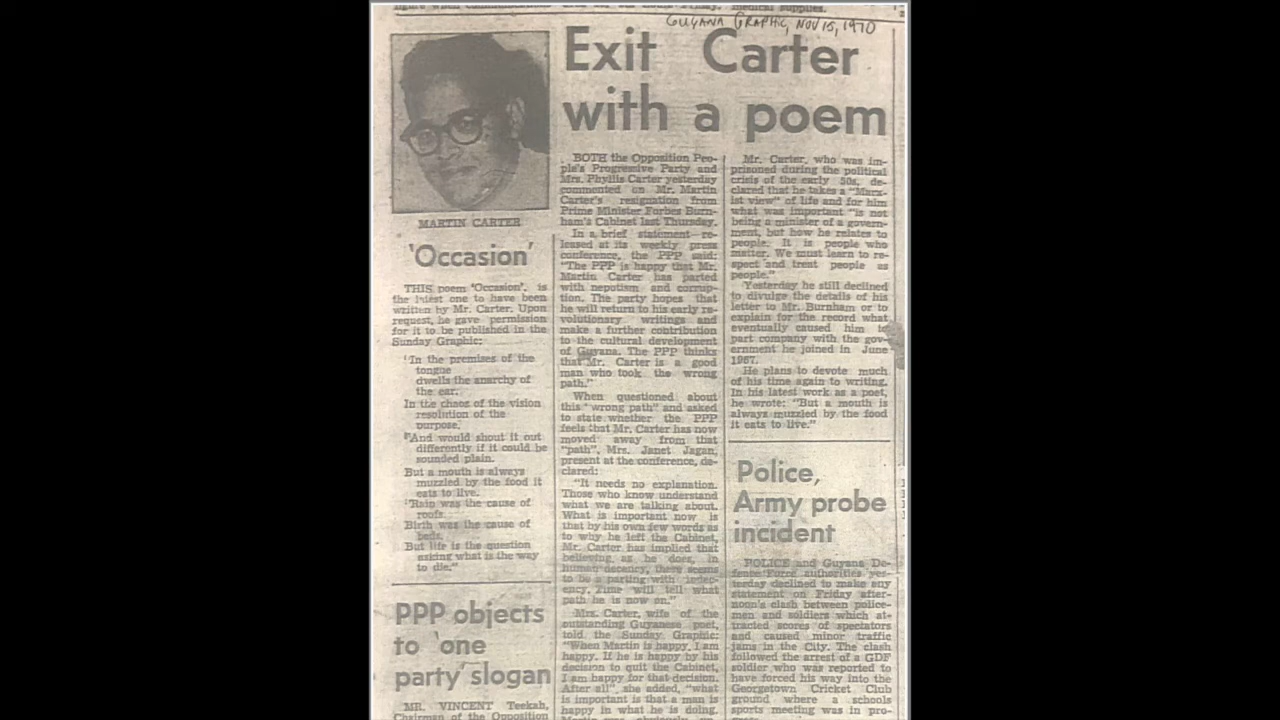 medical supplies.
GUYANA GRAPHIC, NOV 15, 1970
Exit Carter
with a poem
MARTIN CARTER
'Occasion'
THIS poem 'Occasion', is
the latest one to have been
written by Mr. Carter. Upon
request, he gave permission
for it to be published in the
Sunday Graphic:
"In the premises of the
tongue
dwells the anarchy of
the ear.
In the chaos of the vision
resolution of the
purpose.
"And would shout it out
differently if it could be
sounded plain.
But a mouth is always
muzzled by the food it
eats to live.
"Rain was the cause of
roofs.
Birth was the cause of
beds.
But life is the question
asking what is the way
to die."
PPP objects
to 'one
party' slogan
MR. VINCENT Teekah,
Chairman of the Opposition
BOTH the Opposition Peo-
ple's Progressive Party and
Mrs. Phyllis Carter yesterday
commented on Mr. Martin
Carter's resignation from
Prime Minister Forbes Burn-
ham's Cabinet last Thursday.
In a brief statement re-
leased at its weekly press
conference, the PPP said:
"The PPP is happy that Mr.
Martin Carter has parted
with nepotism and corrup-
tion. The party hopes that
he will return to his early re-
volutionary writings and
make a further contribution
to the cultural development
of Guyana. The PPP thinks
that Mr. Carter is a good
man who took the wrong
path."
When questioned about
this "wrong path" and asked
to state whether the PPP
feels that Mr. Carter has now
moved away from that
"path", Mrs. Janet Jagan,
present at the conference, de-
clared:
"It needs no explanation.
Those who know understand
what we are talking about.
What is important now is
that by his own few words as
to why he left the Cabinet,
Mr. Carter has implied that
believing, as he does, in
human decency, there seems
to be a parting with indec-
ency. Time will tell what
path he is now on."
Mrs. Carter, wife of the
outstanding Guyanese poet,
told the Sunday Graphic:
"When Martin is happy, I am
happy. If he is happy by his
decision to quit the Cabinet,
I am happy for that decision.
After all", she added, "what
is important is that a man is
happy in what he is doing.
Mr. Carter, who was im-
prisoned during the political
crisis of the early 50s, de-
clared that he takes a "Marx-
ist view" of life and for him
what was important "is not
being a minister of a govern-
ment, but how he relates to
people. It is people who
matter. We must learn to re-
spect and treat people as
people."
Yesterday he still declined
to divulge the details of his
letter to Mr. Burnham or to
explain for the record what
eventually caused him to
part company with the gov-
ernment he joined in June
1967.
He plans to devote much
of his time again to writing.
In his latest work as a poet,
he wrote: "But a mouth is
always muzzled by the food
it eats to live."
Police,
Army probe
incident
POLICE and Guyana De-
fence Force authorities yes-
terday declined to make any
statement on Friday after-
noon's clash between police-
men and soldiers which at-
tracted scores of spectators
and caused minor traffic
jams in the City. The clash
followed the arrest of a GDF
soldier who was reported to
have forced his way into the
Georgetown Cricket Club
ground where a schools
sports meeting was in pro-